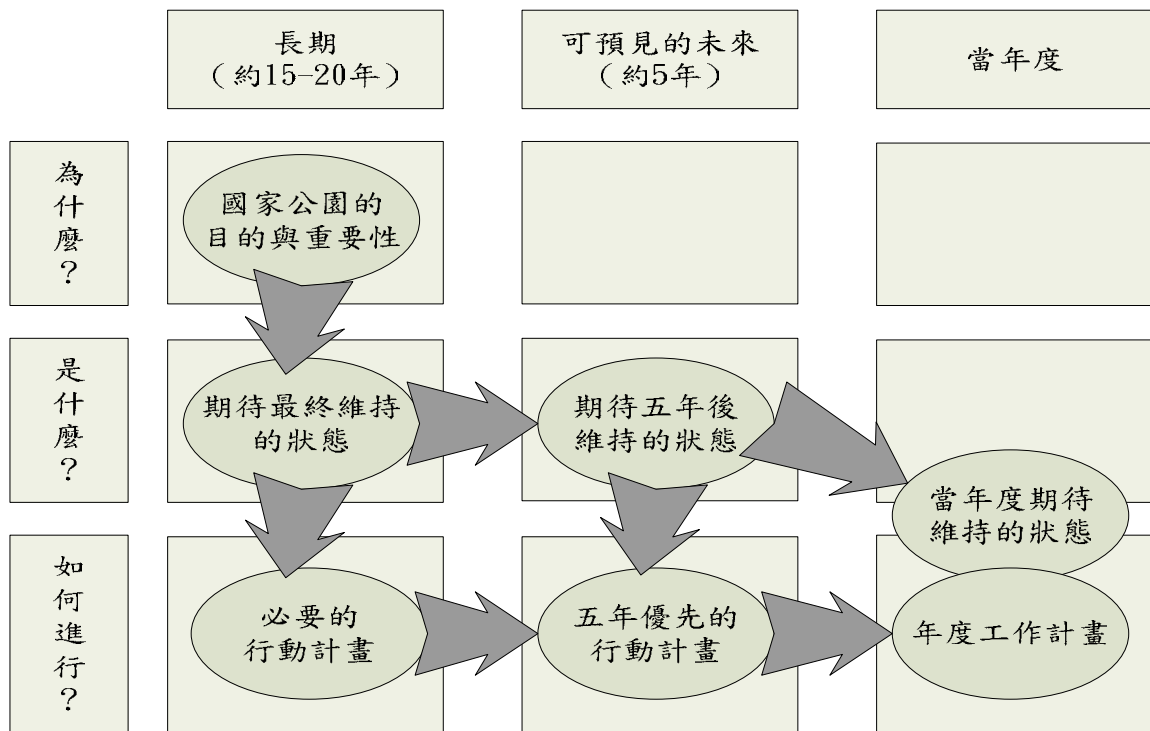 長期
（約15–20年）
可預見的未來
（約5年）
當年度
為什麼？
國家公園的
目的與重要性
是什麼？
期待最終維持
的狀態
期待五年後
維持的狀態
當年度期待
維持的狀態
如何進行？
必要的
行動計畫
五年優先的
行動計畫
年度工作計畫